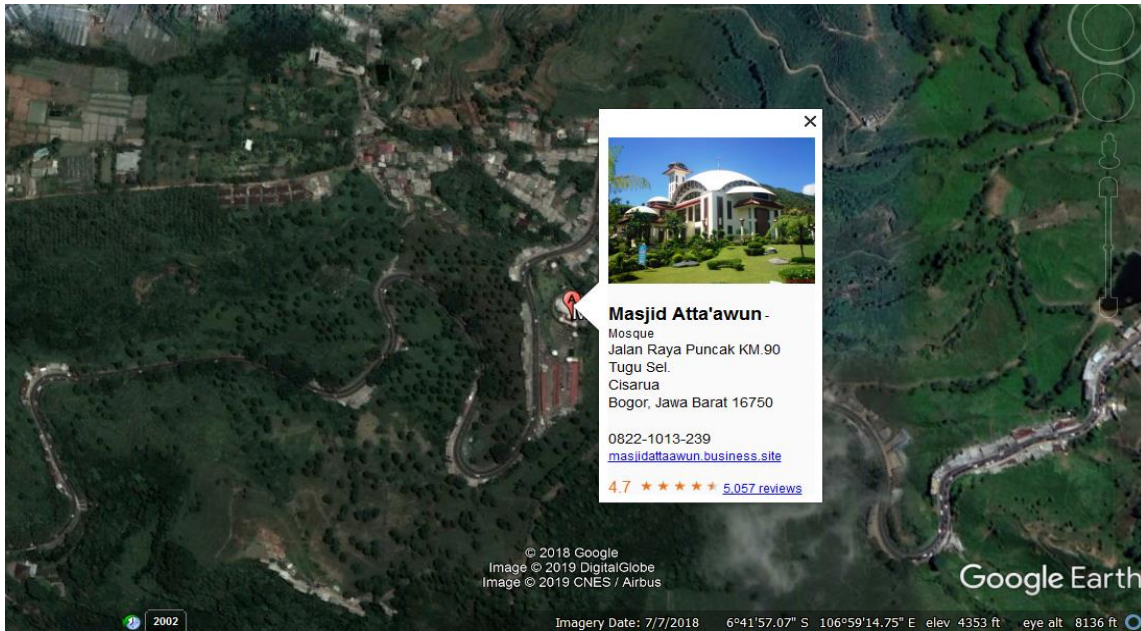 A
M
Masjid Atta'awun -
Mosque
Jalan Raya Puncak KM.90
Tugu Sel.
Cisarua
Bogor, Jawa Barat 16750
0822-1013-239
masjidattaawun.business.site
4.7 5,057 reviews
© 2018 Google
Image © 2019 DigitalGlobe
Image © 2019 CNES / Airbus
Google Earth
2002
Imagery Date: 7/7/2018 6°41'57.07" S 106°59'14.75" E elev 4353 ft eye alt 8136 ft